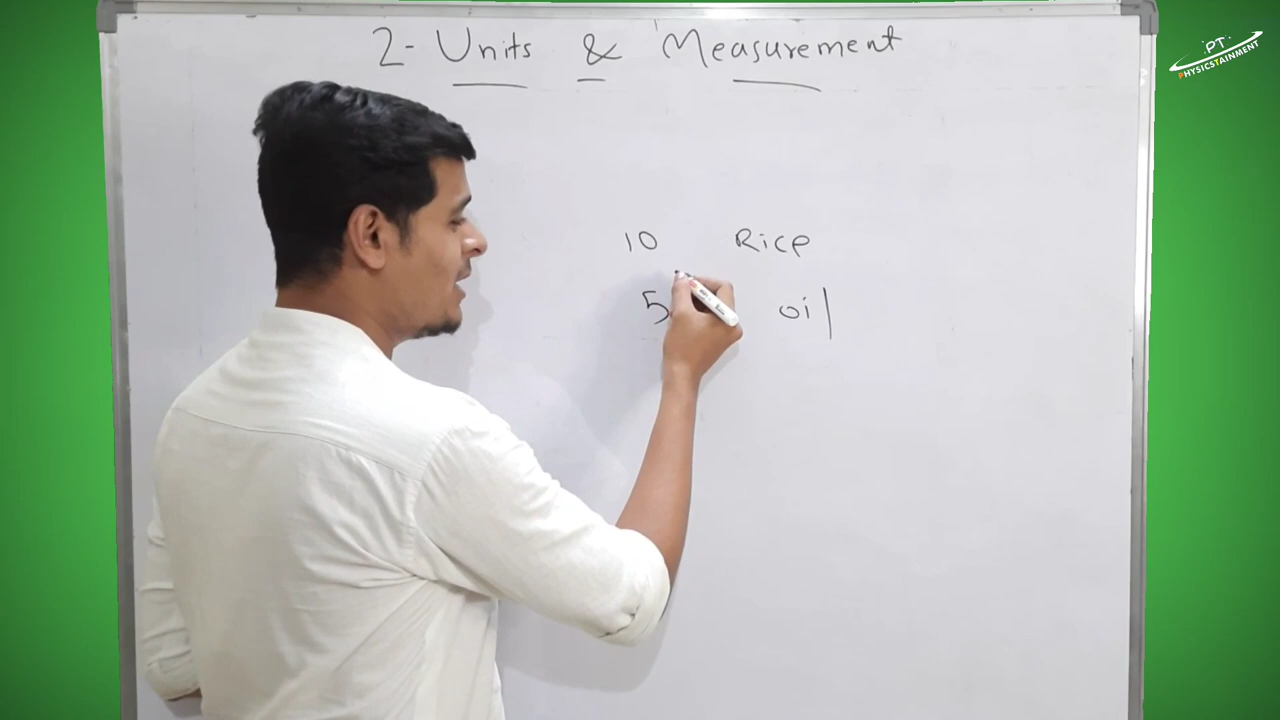 2- Units & Measurement
PT
PHYSICSTAINMENT
10 Rice
5 oil